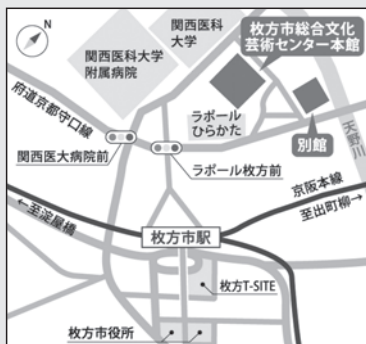 N
関西医科
大学
関西医科大学
附属病院
枚方市総合文化
芸術センター本館
府道京都守口線
ラポール
ひらかた
別館
天野川
関西医大病院前
ラポール枚方前
京阪本線
←至淀屋橋
至出町柳→
枚方市駅
枚方T-SITE
枚方市役所